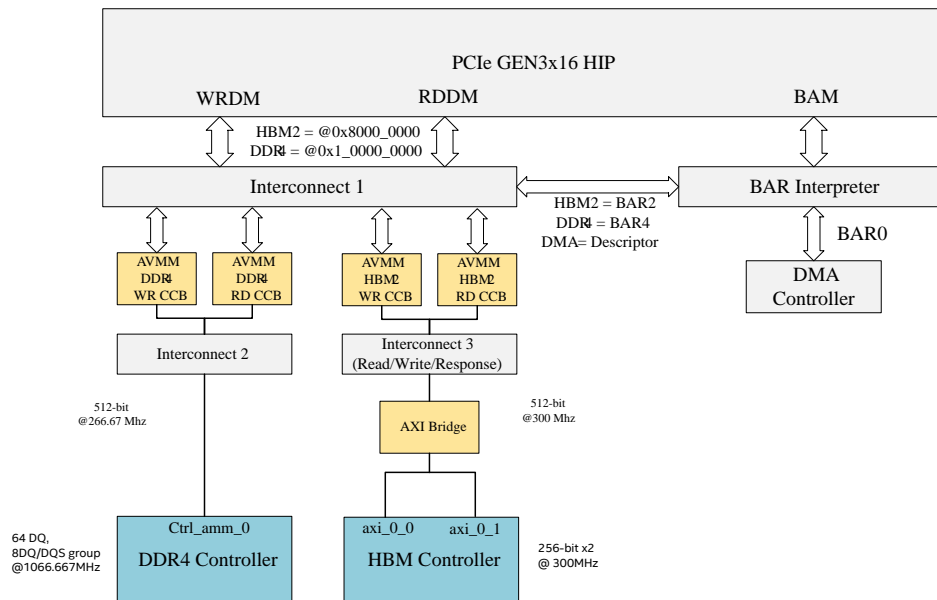 PCIe GEN3x16 HIP
WRDM
RDDM
BAM
HBM2 = @0x8000_0000
DDR4 = @0x1_0000_0000
Interconnect 1
BAR Interpreter
HBM2 = BAR2
DDR4 = BAR4
DMA= Descriptor
BAR0
AVMM
DDR4
WR CCB
AVMM
DDR4
RD CCB
AVMM
HBM2
WR CCB
AVMM
HBM2
RD CCB
DMA
Controller
Interconnect 2
Interconnect 3
(Read/Write/Response)
512-bit
@266.67 Mhz
512-bit
@300 Mhz
AXI Bridge
64 DQ,
8DQ/DQS group
@1066.667MHz
Ctrl_amm_0
DDR4 Controller
axi_0_0
axi_0_1
HBM Controller
256-bit x2
@ 300MHz